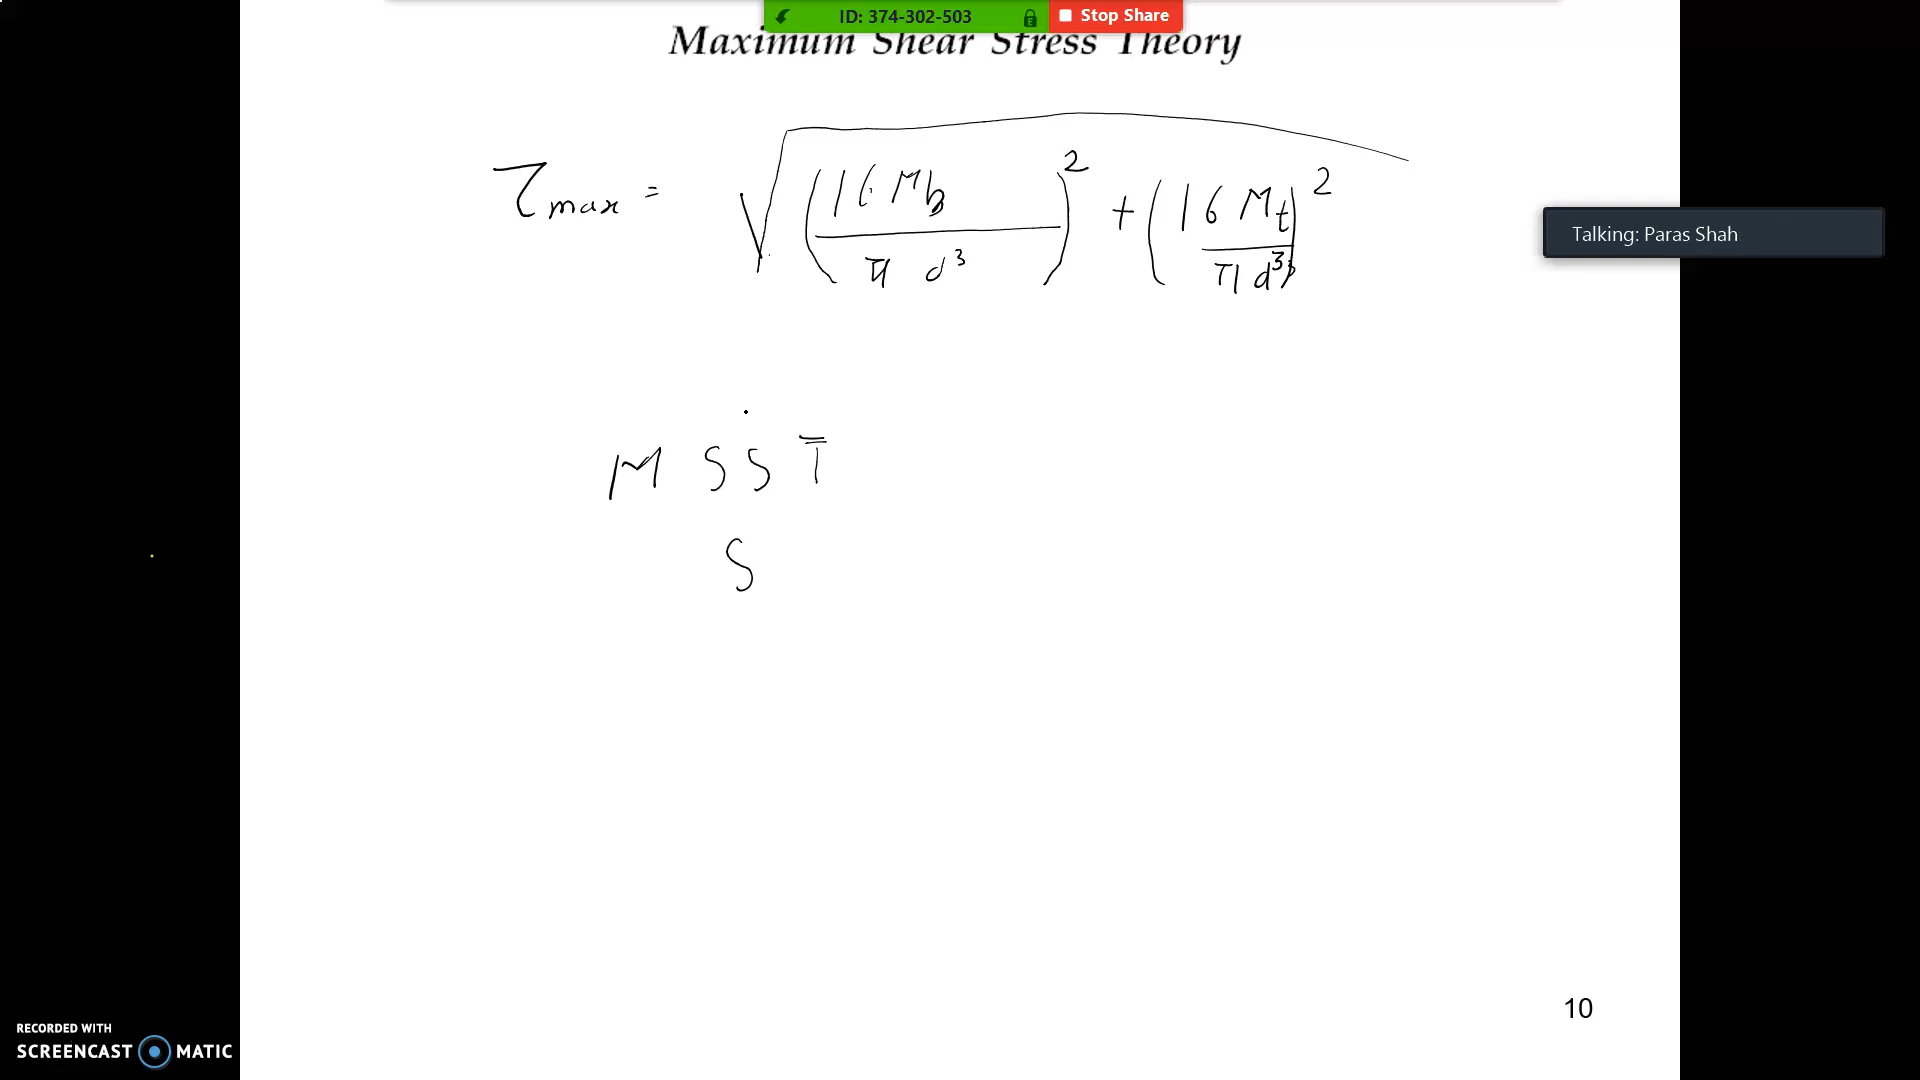 ID: 374-302-503 Stop Share
Maximum Shear Stress Theory
τmax = √((16 Mb / π d³)² + (16 Mt / π d³)²)
Talking: Paras Shah
M S S T
S
10
RECORDED WITH
SCREENCAST MATIC